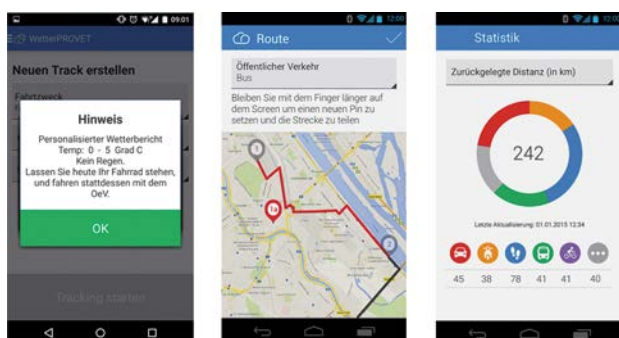 09:01
WetterPROVET
Neuen Track erstellen
Fahrtzweck
Hinweis
Personalisierter Wetterbericht
Temp: 0 - 5 Grad C
Kein Regen.
Lassen Sie heute Ihr Fahrrad stehen,
und fahren stattdessen mit dem
OeV.
OK
Tracking starten
12:00
Route
Öffentlicher Verkehr
Bus
Bleiben Sie mit dem Finger länger auf
dem Screen um einen neuen Pin zu
setzen und die Strecke zu teilen
1
1a
2
12:00
Statistik
Zurückgelegte Distanz (in km)
242
Letzte Aktualisierung: 01.01.2015 12:34
45 38 78 41 41 40